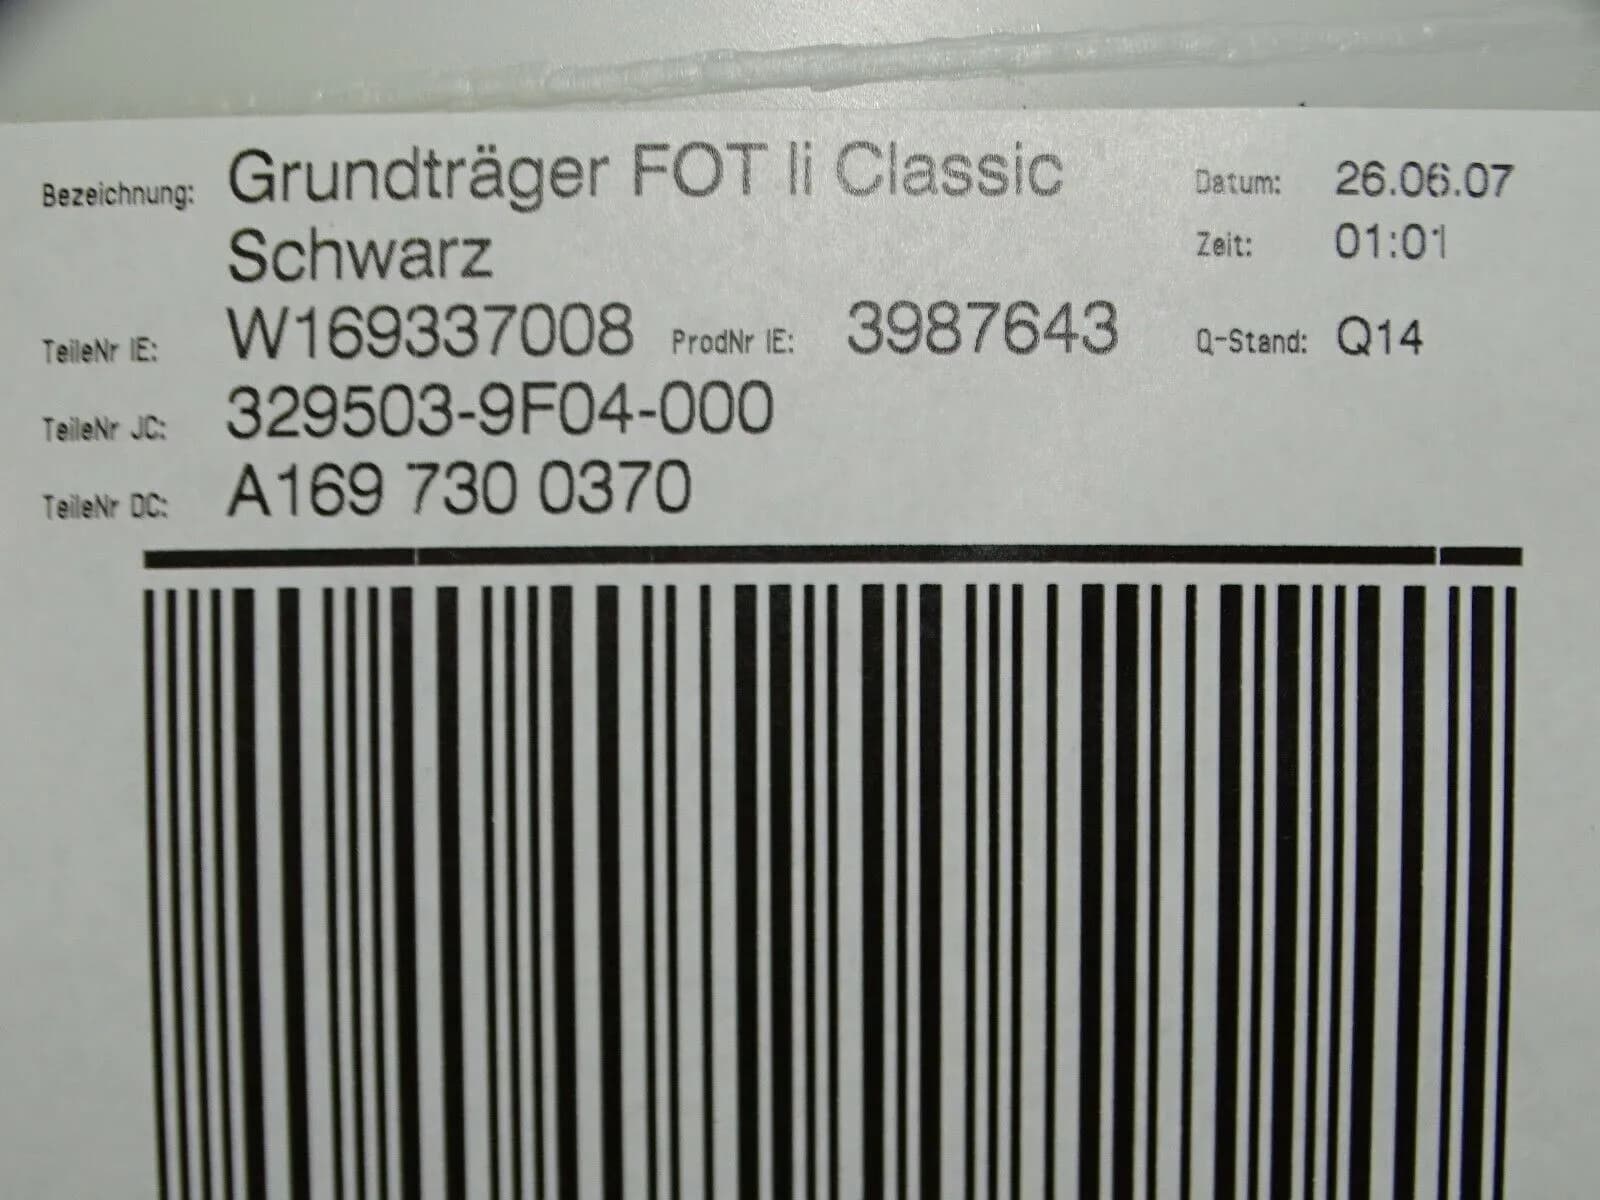 Bezeichnung: Grundträger FOT li Classic Datum: 26.06.07
Schwarz Zeit: 01:01
TeileNr IE: W169337008 ProdNr IE: 3987643 Q-Stand: Q14
TeileNr JC: 329503-9F04-000
TeileNr DC: A169 730 0370